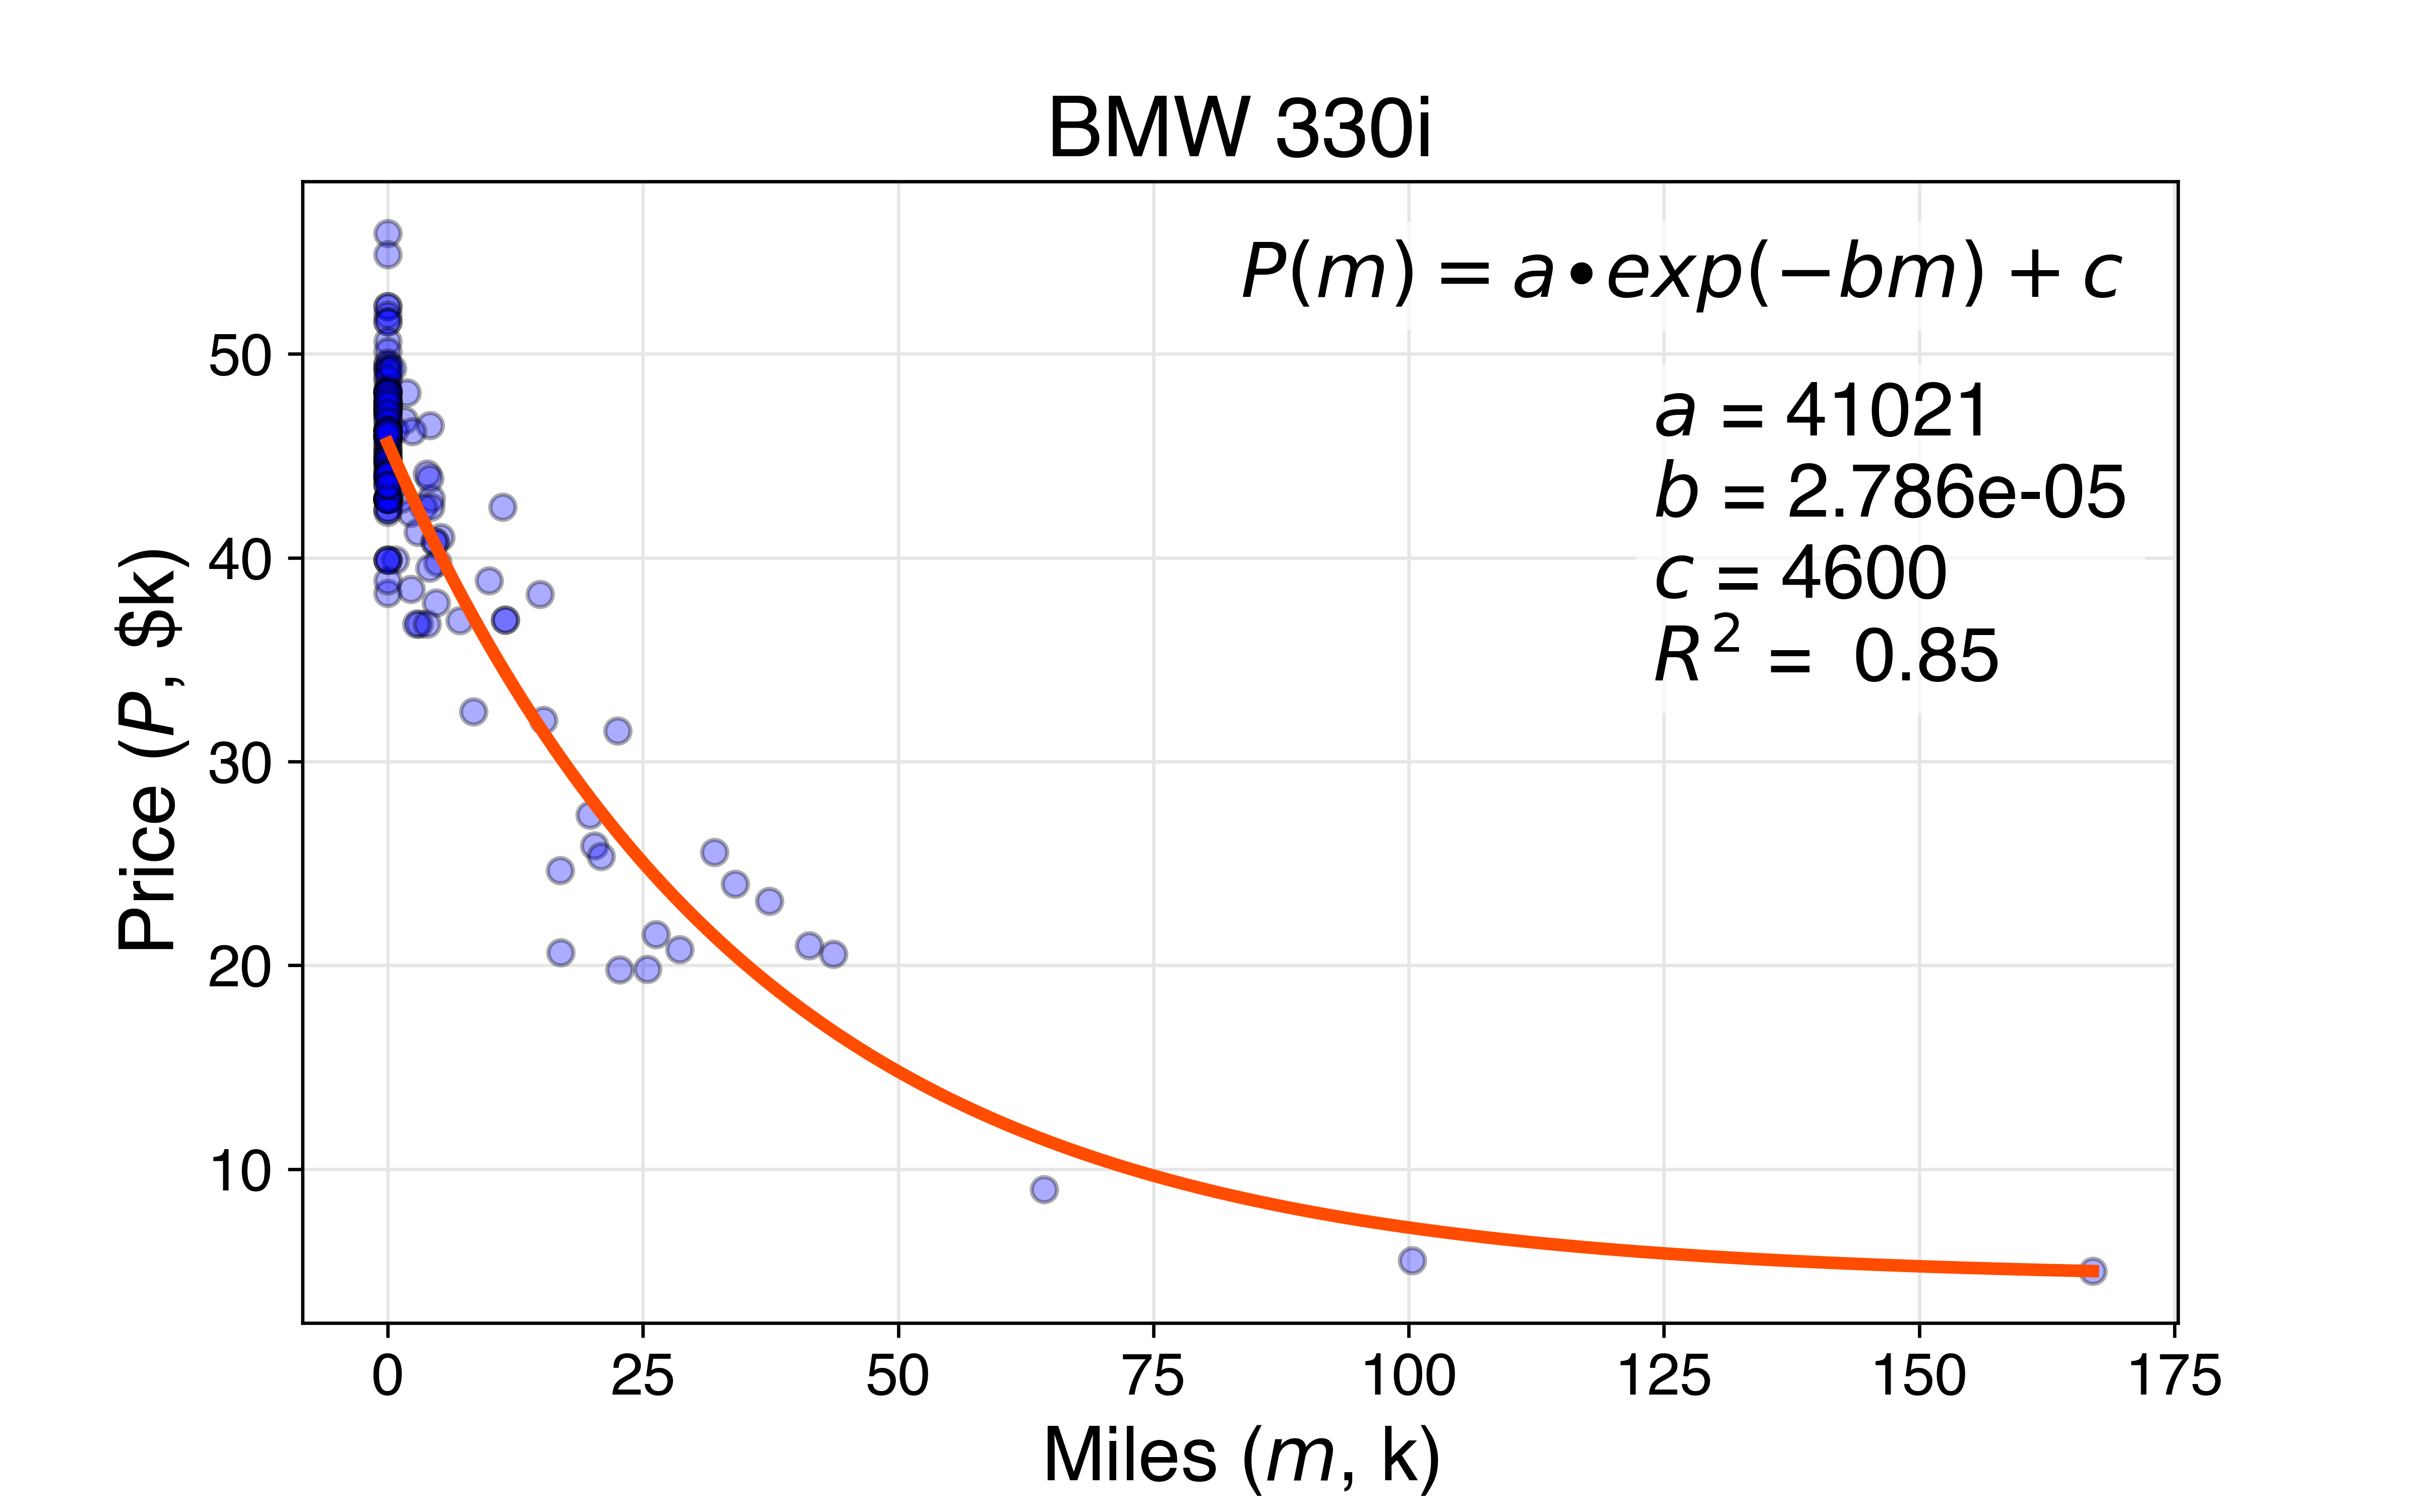 BMW 330i
P(m) = a•exp(−bm) + c
a = 41021
b = 2.786e-05
c = 4600
R² = 0.85
Price (P, $k)
50
40
30
20
10
0 25 50 75 100 125 150 175
Miles (m, k)